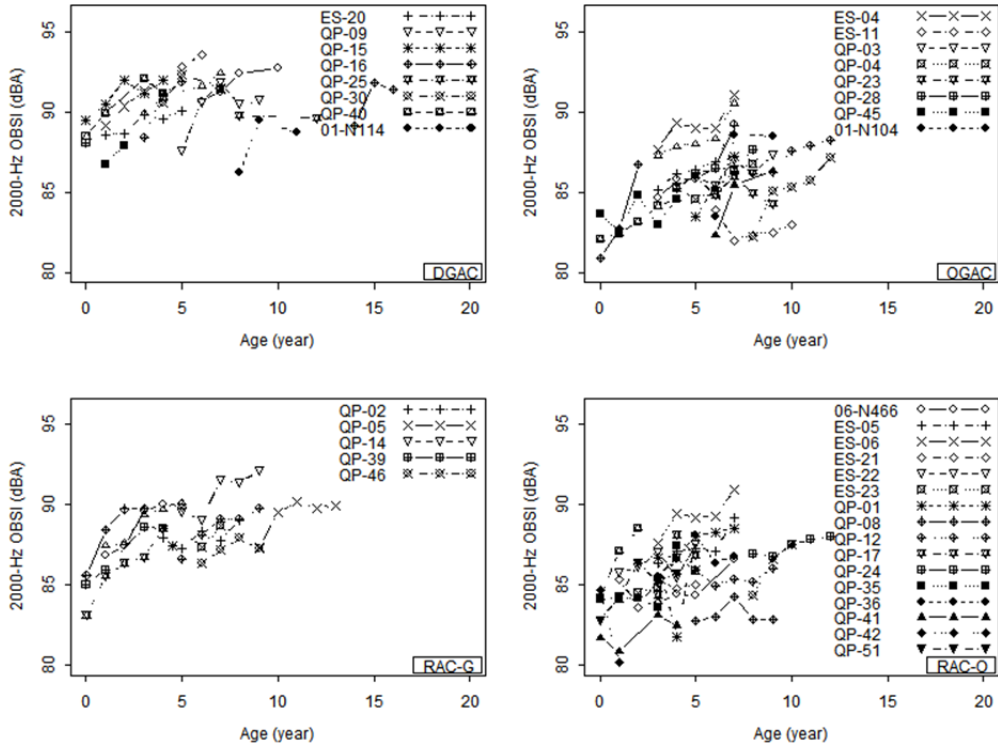 2000-Hz OBSI (dBA)
95
90
85
80
ES-20
QP-09
QP-15
QP-16
QP-25
QP-30
QP-40
01-N114
DGAC
0 5 10 15 20
Age (year)
2000-Hz OBSI (dBA)
95
90
85
80
ES-04
ES-11
QP-03
QP-04
QP-23
QP-28
QP-45
01-N104
OGAC
0 5 10 15 20
Age (year)
2000-Hz OBSI (dBA)
95
90
85
80
QP-02
QP-05
QP-14
QP-39
QP-46
RAC-G
0 5 10 15 20
Age (year)
2000-Hz OBSI (dBA)
95
90
85
80
06-N466
ES-05
ES-06
ES-21
ES-22
ES-23
QP-01
QP-08
QP-12
QP-17
QP-24
QP-35
QP-36
QP-41
QP-42
QP-51
RAC-O
0 5 10 15 20
Age (year)